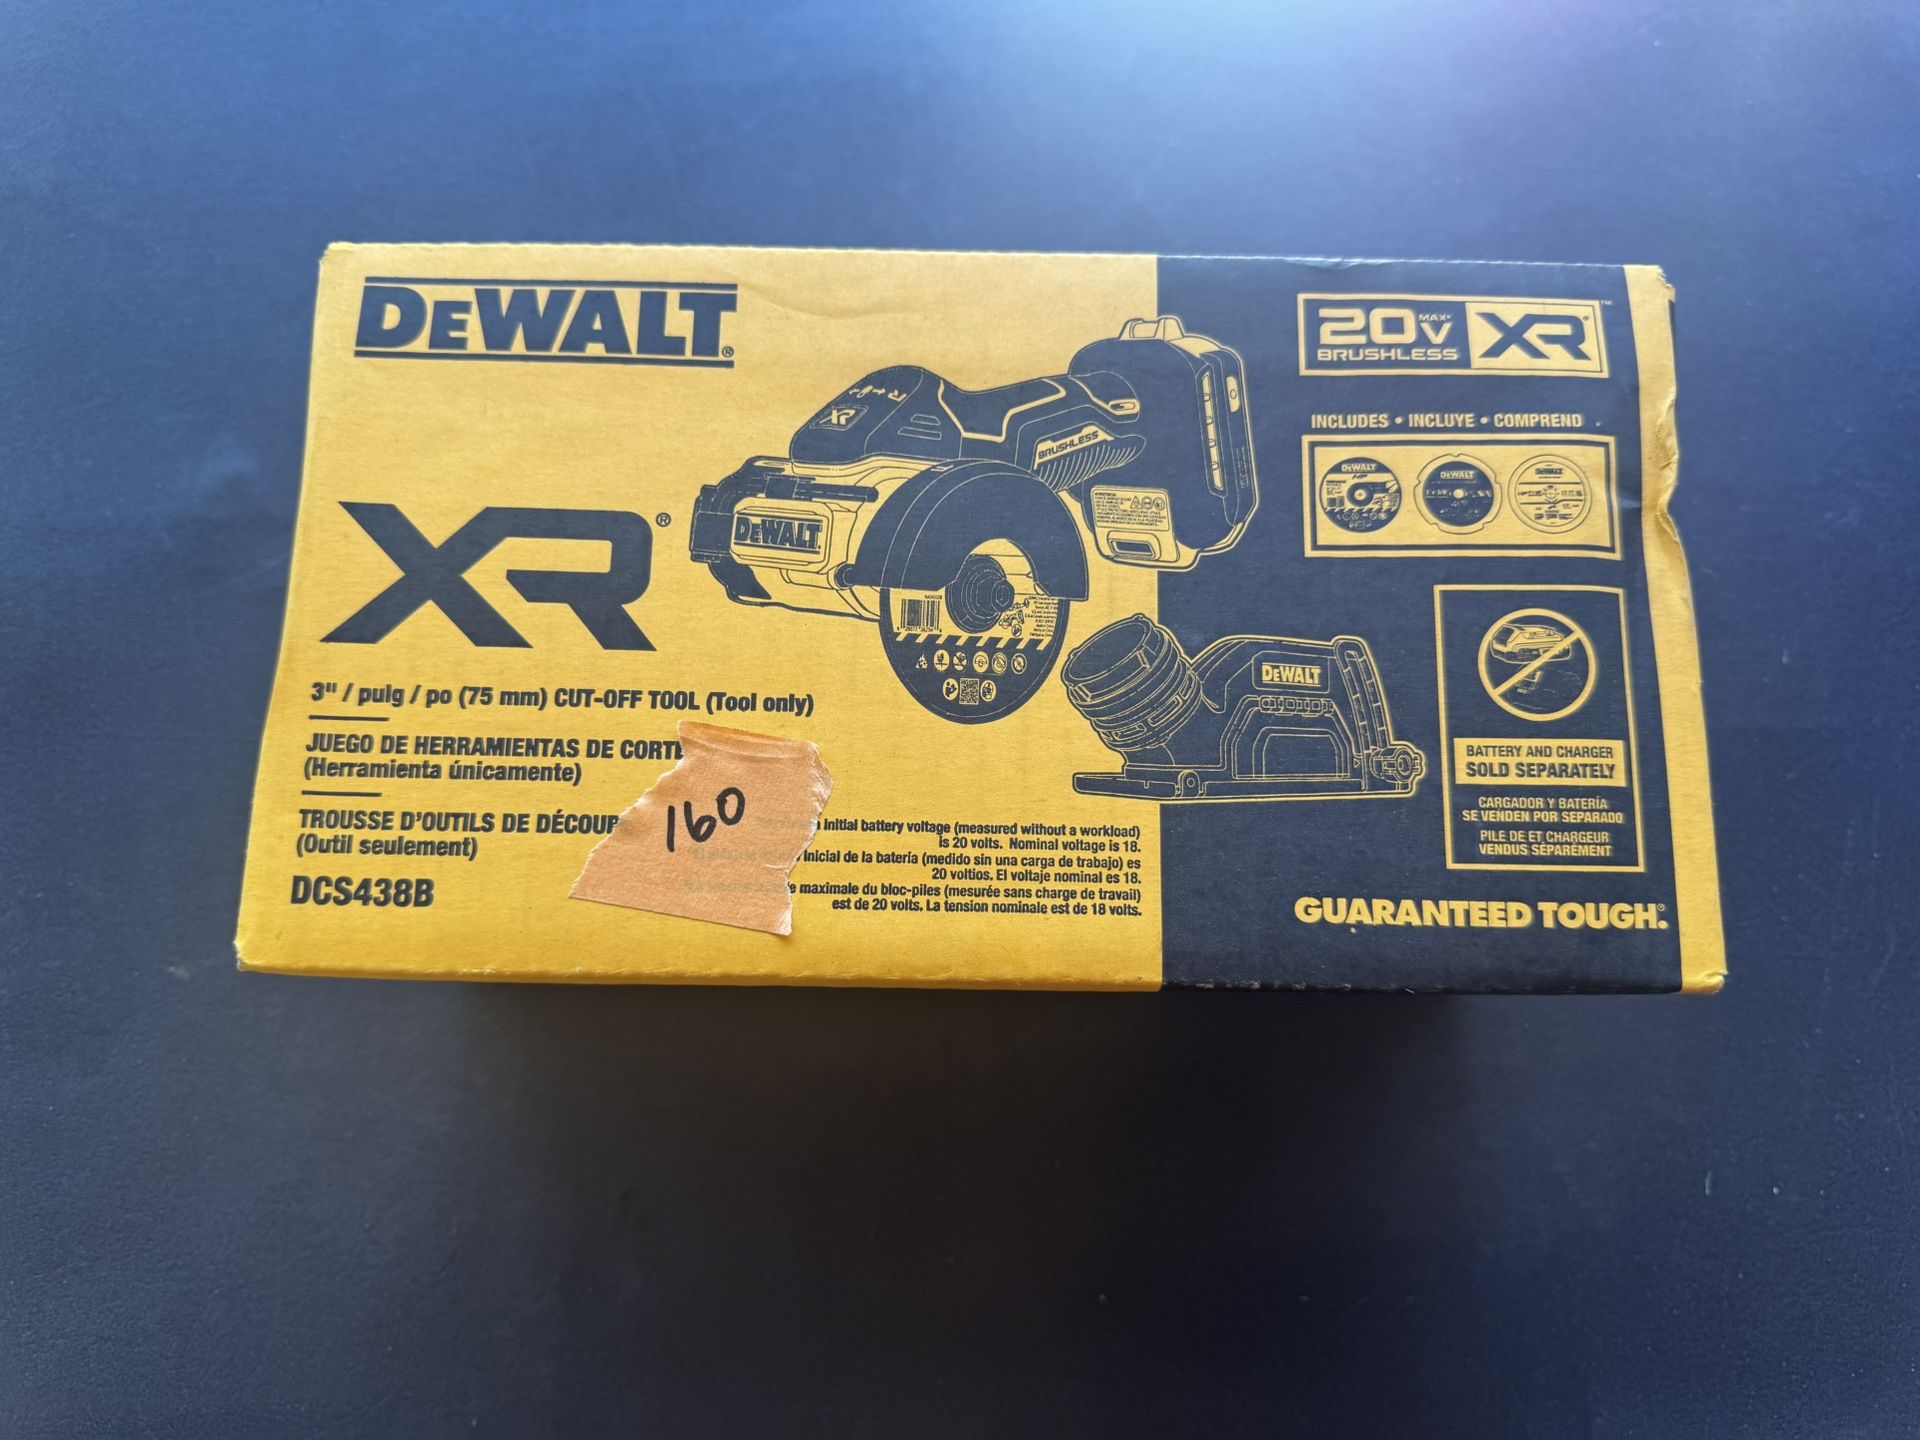 DEWALT®
XR®
3" / pulg / po (75 mm) CUT-OFF TOOL (Tool only)
JUEGO DE HERRAMIENTAS DE CORTE
(Herramienta únicamente)
TROUSSE D'OUTILS DE DÉCOUP
(Outil seulement)
DCS438B
160
initial battery voltage (measured without a workload)
is 20 volts. Nominal voltage is 18.
inicial de la batería (medido sin una carga de trabajo) es
20 voltios. El voltaje nominal es 18.
maximale du bloc-piles (mesurée sans charge de travail)
est de 20 volts. La tension nominale est de 18 volts.
XR
BRUSHLESS
DEWALT
DEWALT
20V MAX* XR®™
BRUSHLESS
INCLUDES • INCLUYE • COMPREND
DEWALT
DEWALT
DEWALT
BATTERY AND CHARGER
SOLD SEPARATELY
CARGADOR Y BATERÍA
SE VENDEN POR SEPARADO
PILE DE ET CHARGEUR
VENDUS SÉPARÉMENT
GUARANTEED TOUGH.®